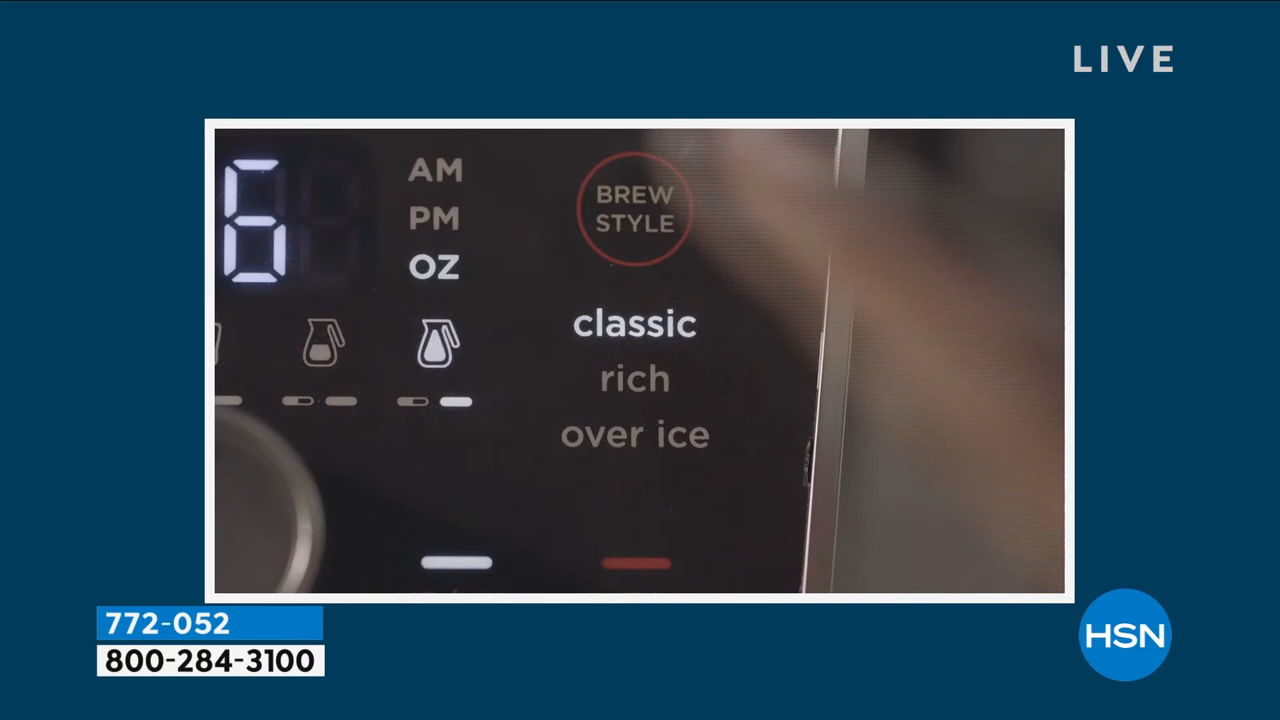 LIVE
6
AM
PM
OZ
BREW
STYLE
classic
rich
over ice
772-052
800-284-3100
HSN